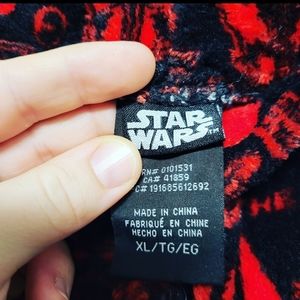 STAR
WARS
RN# 0101531
CA# 41859
C# 191685612692
MADE IN CHINA
FABRIQUÉ EN CHINE
HECHO EN CHINA
XL/TG/EG